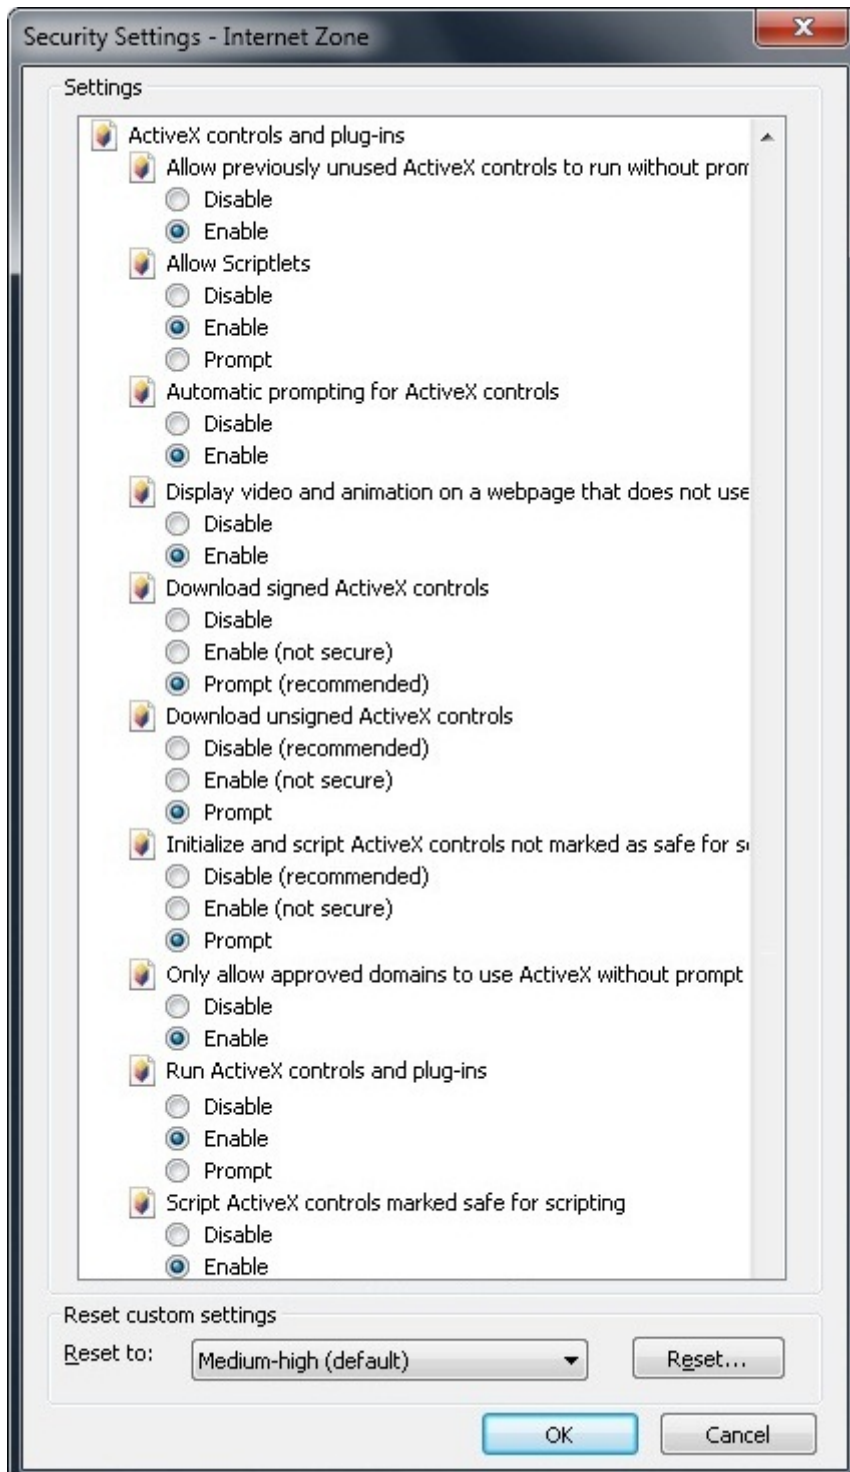 Security Settings - Internet Zone
Settings
ActiveX controls and plug-ins
Allow previously unused ActiveX controls to run without prom
Disable
Enable
Allow Scriptlets
Disable
Enable
Prompt
Automatic prompting for ActiveX controls
Disable
Enable
Display video and animation on a webpage that does not use
Disable
Enable
Download signed ActiveX controls
Disable
Enable (not secure)
Prompt (recommended)
Download unsigned ActiveX controls
Disable (recommended)
Enable (not secure)
Prompt
Initialize and script ActiveX controls not marked as safe for s
Disable (recommended)
Enable (not secure)
Prompt
Only allow approved domains to use ActiveX without prompt
Disable
Enable
Run ActiveX controls and plug-ins
Disable
Enable
Prompt
Script ActiveX controls marked safe for scripting
Disable
Enable
Reset custom settings
Reset to:
Medium-high (default)
Reset...
OK
Cancel